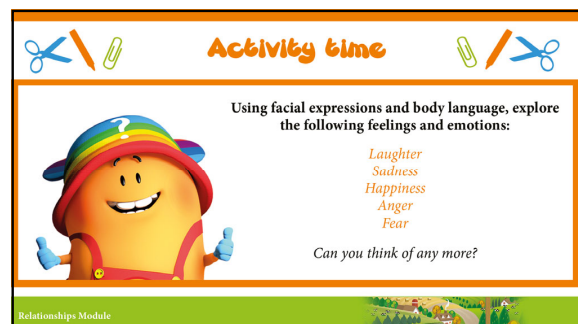 Activity time
?
Using facial expressions and body language, explore
the following feelings and emotions:
Laughter
Sadness
Happiness
Anger
Fear
Can you think of any more?
Relationships Module